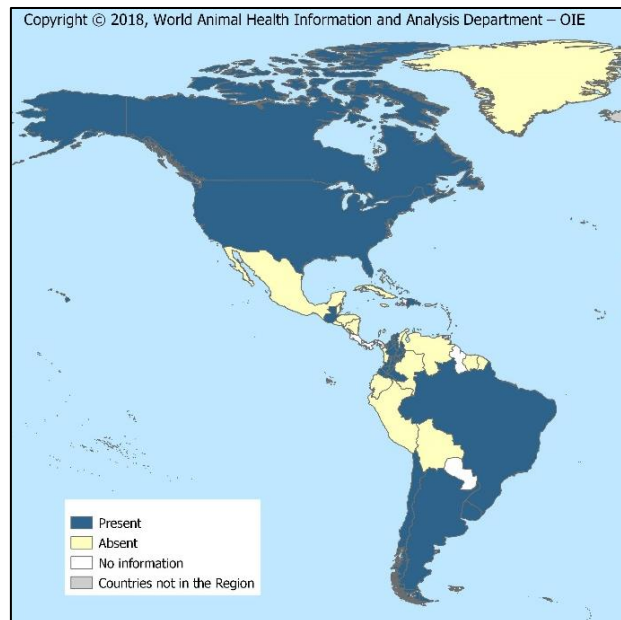 Copyright © 2018, World Animal Health Information and Analysis Department – OIE
Present
Absent
No information
Countries not in the Region